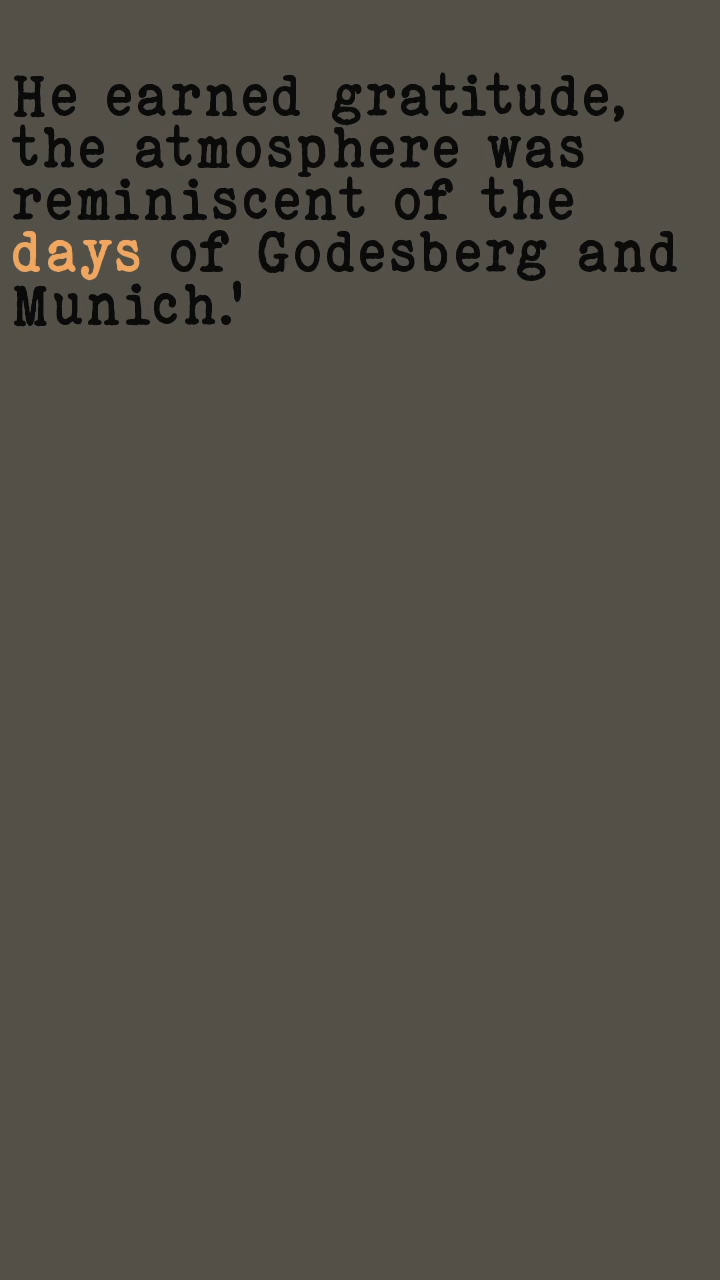 He earned gratitude,
the atmosphere was
reminiscent of the
days of Godesberg and
Munich.'